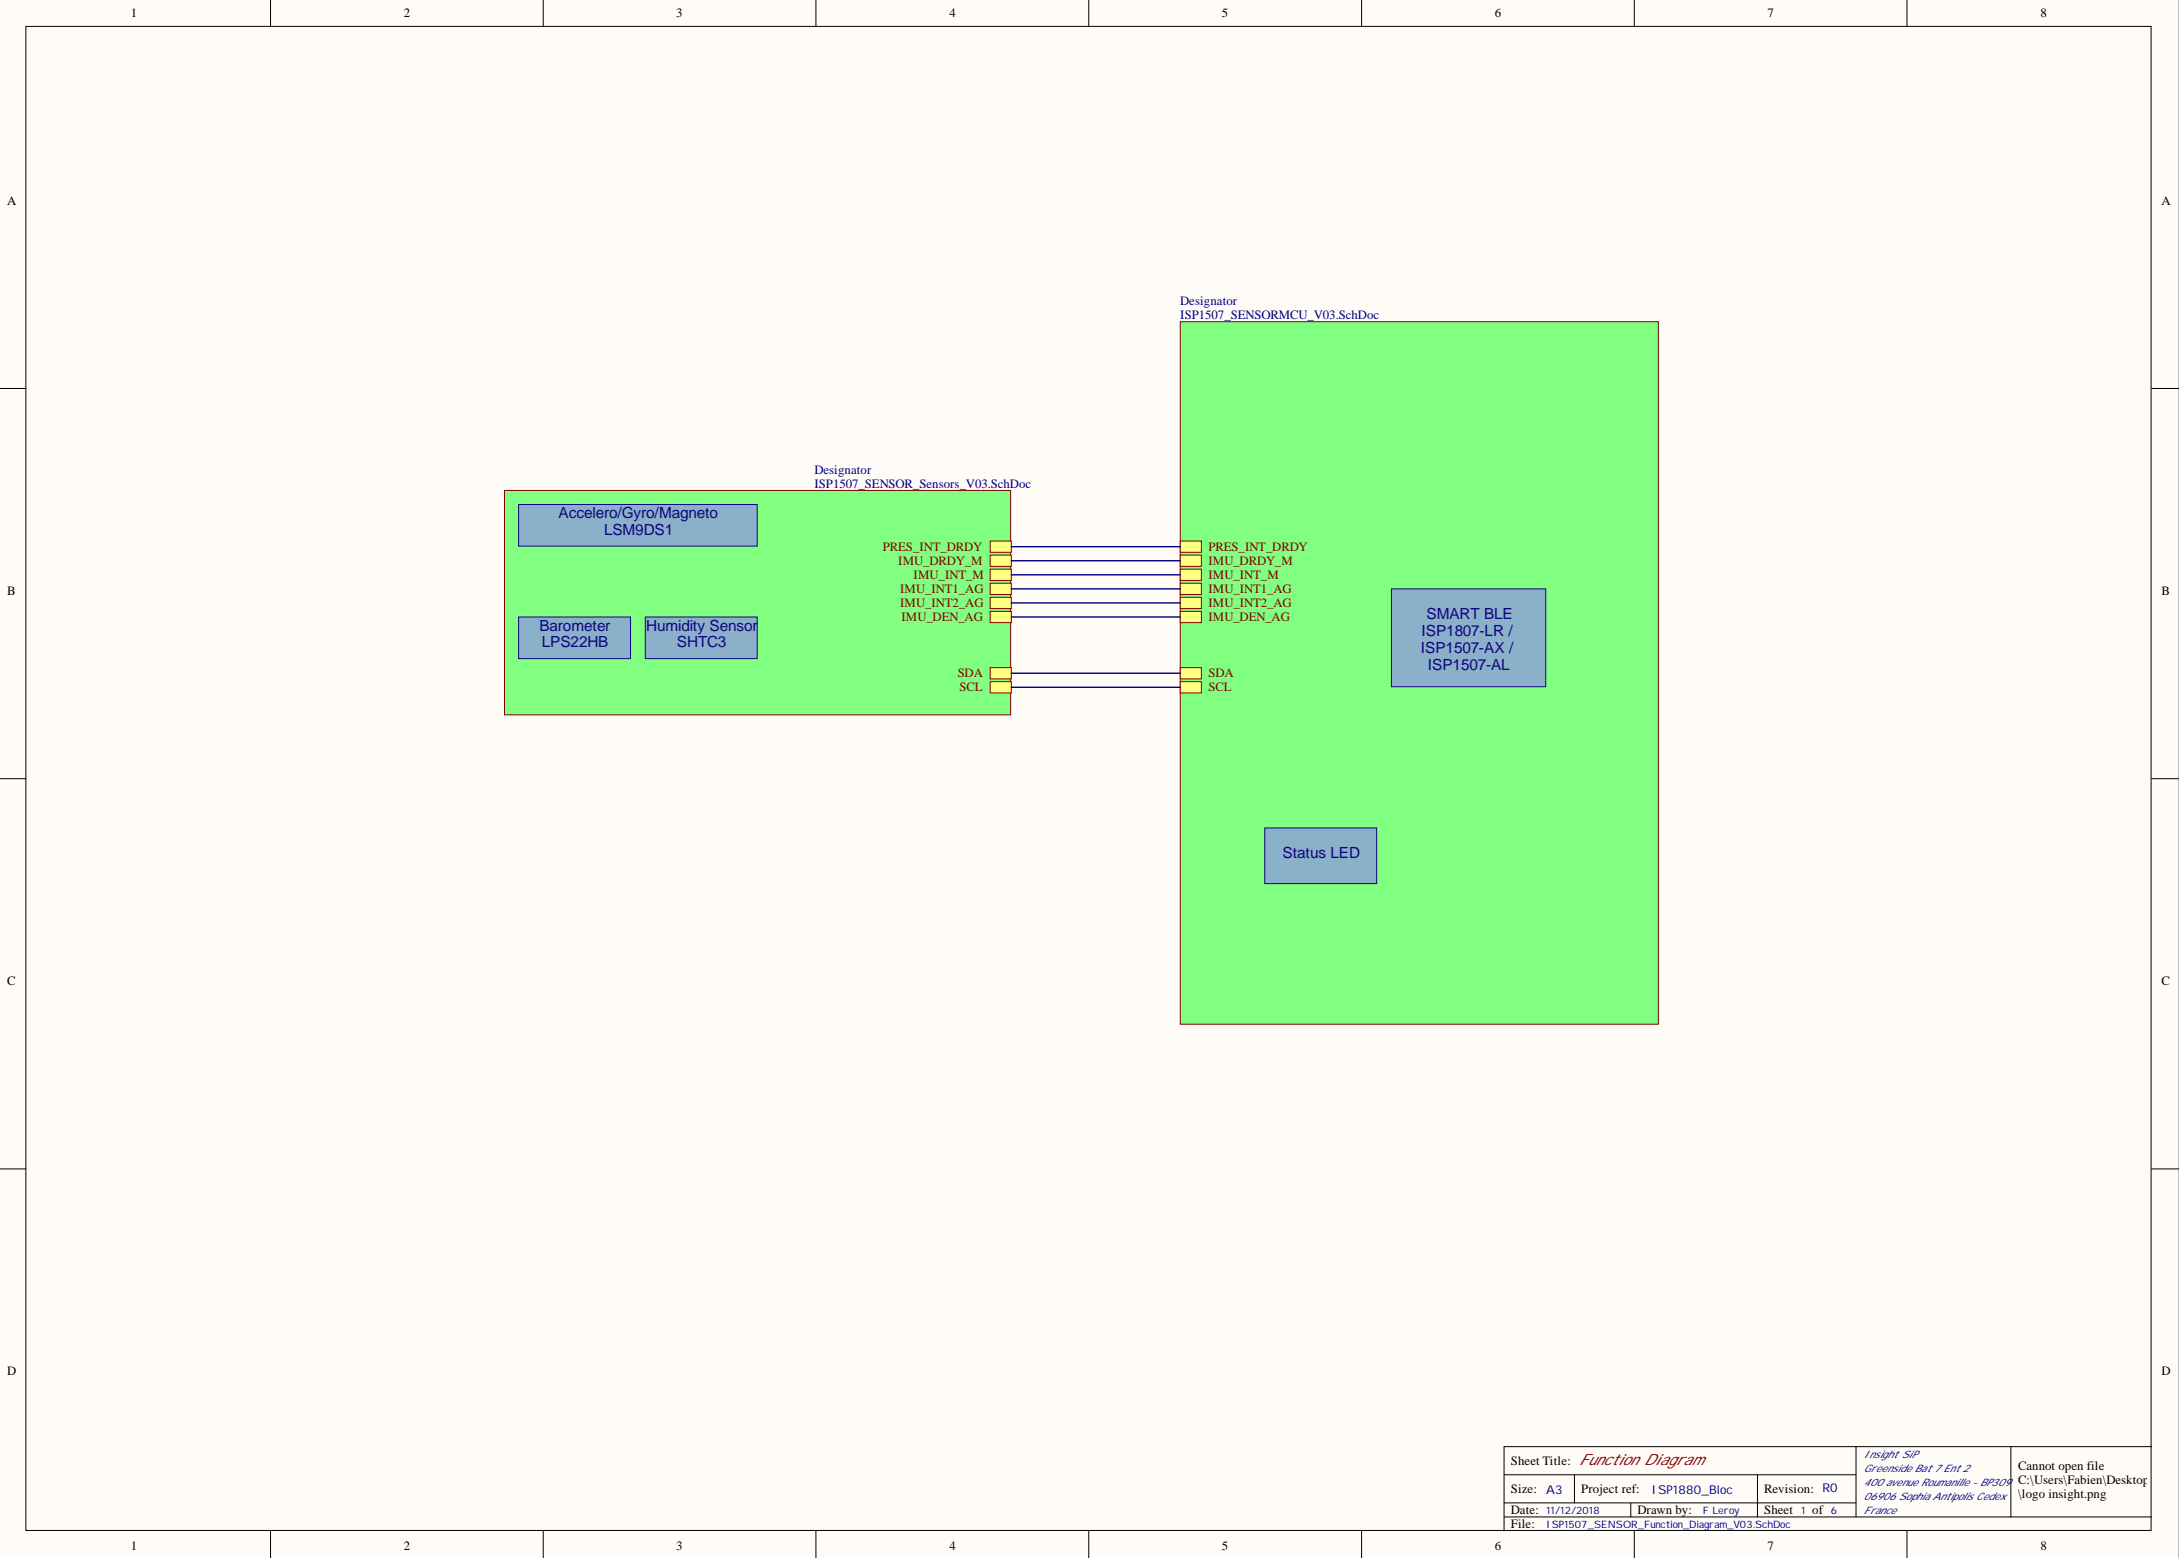 1 2 3 4 5 6 7 8
A A
Designator
ISP1507_SENSORMCU_V03.SchDoc
Designator
ISP1507_SENSOR_Sensors_V03.SchDoc
Accelero/Gyro/Magneto
LSM9DS1
PRES_INT_DRDY PRES_INT_DRDY
IMU_DRDY_M IMU_DRDY_M
IMU_INT_M IMU_INT_M
IMU_INT1_AG IMU_INT1_AG
B B
IMU_INT2_AG IMU_INT2_AG
IMU_DEN_AG IMU_DEN_AG
Barometer
LPS22HB
Humidity Sensor
SHTC3
SMART BLE
ISP1807-LR /
ISP1507-AX /
ISP1507-AL
SDA SDA
SCL SCL
Status LED
C C
D D
Sheet Title: Function Diagram
Size: A3 Project ref: ISP1880_Bloc Revision: R0
Date: 11/12/2018 Drawn by: F Leroy Sheet 1 of 6
File: ISP1507_SENSOR_Function_Diagram_V03.SchDoc
Insight SiP
Greenside Bat 7 Ent 2
400 avenue Roumanille - BP309
06906 Sophia Antipolis Cedex
France
Cannot open file
C:\Users\Fabien\Desktop
\logo insight.png
1 2 3 4 5 6 7 8